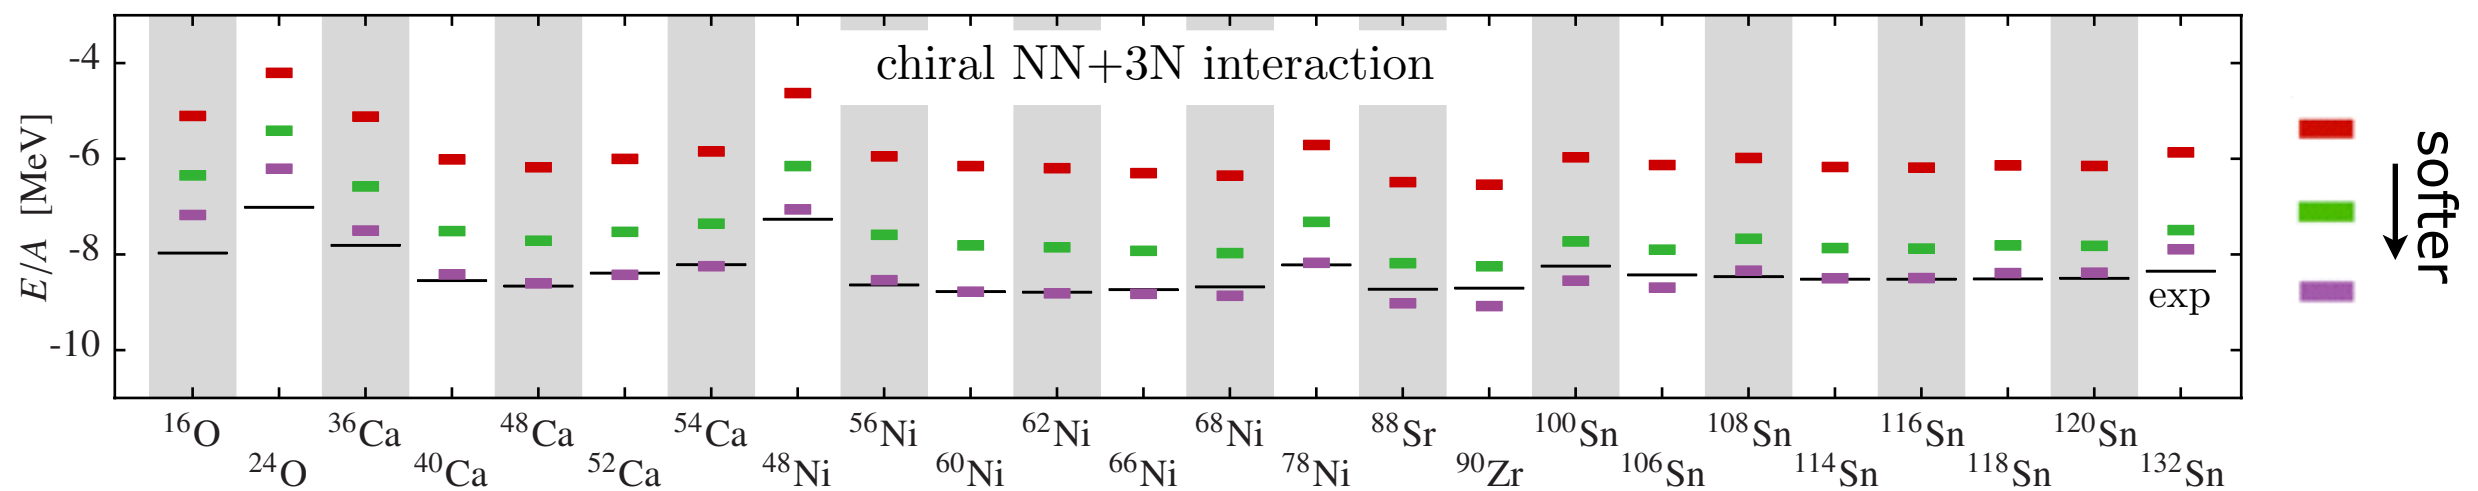 chiral NN+3N interaction
E/A [MeV]
-4
-6
-8
-10
exp
¹⁶O ³⁶Ca ⁴⁸Ca ⁵⁴Ca ⁵⁶Ni ⁶²Ni ⁶⁸Ni ⁸⁸Sr ¹⁰⁰Sn ¹⁰⁸Sn ¹¹⁶Sn ¹²⁰Sn
²⁴O ⁴⁰Ca ⁵²Ca ⁴⁸Ni ⁶⁰Ni ⁶⁶Ni ⁷⁸Ni ⁹⁰Zr ¹⁰⁶Sn ¹¹⁴Sn ¹¹⁸Sn ¹³²Sn
softer